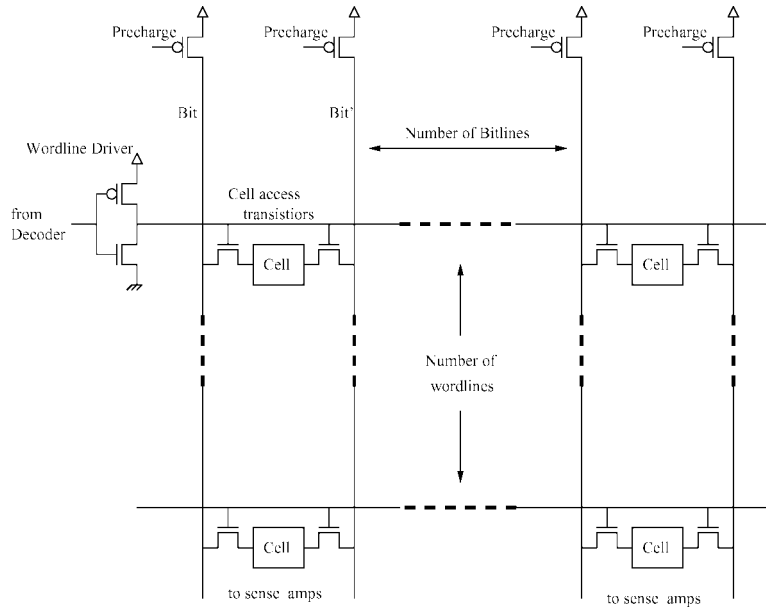 Precharge
Precharge
Precharge
Precharge
Bit
Bit'
Number of Bitlines
Wordline Driver
Cell access
transistiors
from
Decoder
Cell
Cell
Number of
wordlines
Cell
Cell
to sense amps
to sense amps